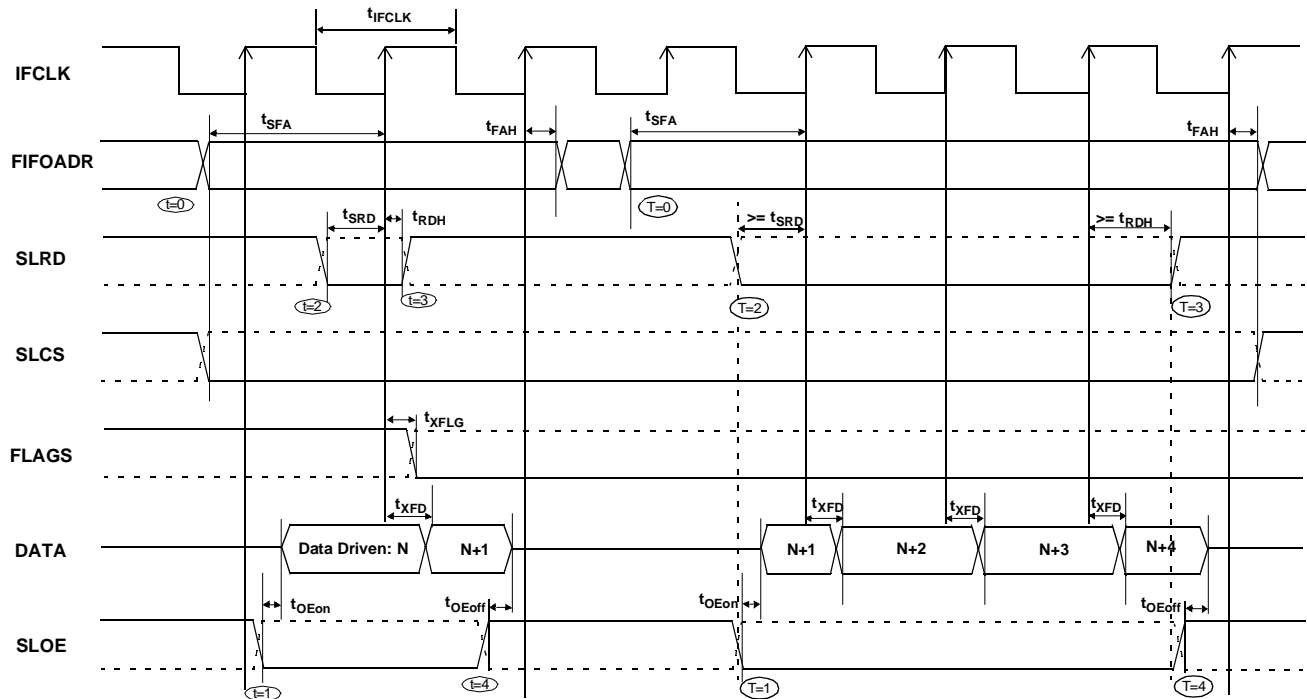 tIFCLK
IFCLK
tSFA
tFAH
tSFA
tFAH
FIFOADR
t=0
T=0
tSRD
tRDH
>= tSRD
>= tRDH
SLRD
t=2
t=3
T=2
T=3
SLCS
tXFLG
FLAGS
tXFD
tXFD
tXFD
tXFD
DATA
Data Driven: N
N+1
N+1
N+2
N+3
N+4
tOEon
tOEoff
tOEon
tOEoff
SLOE
t=1
t=4
T=1
T=4